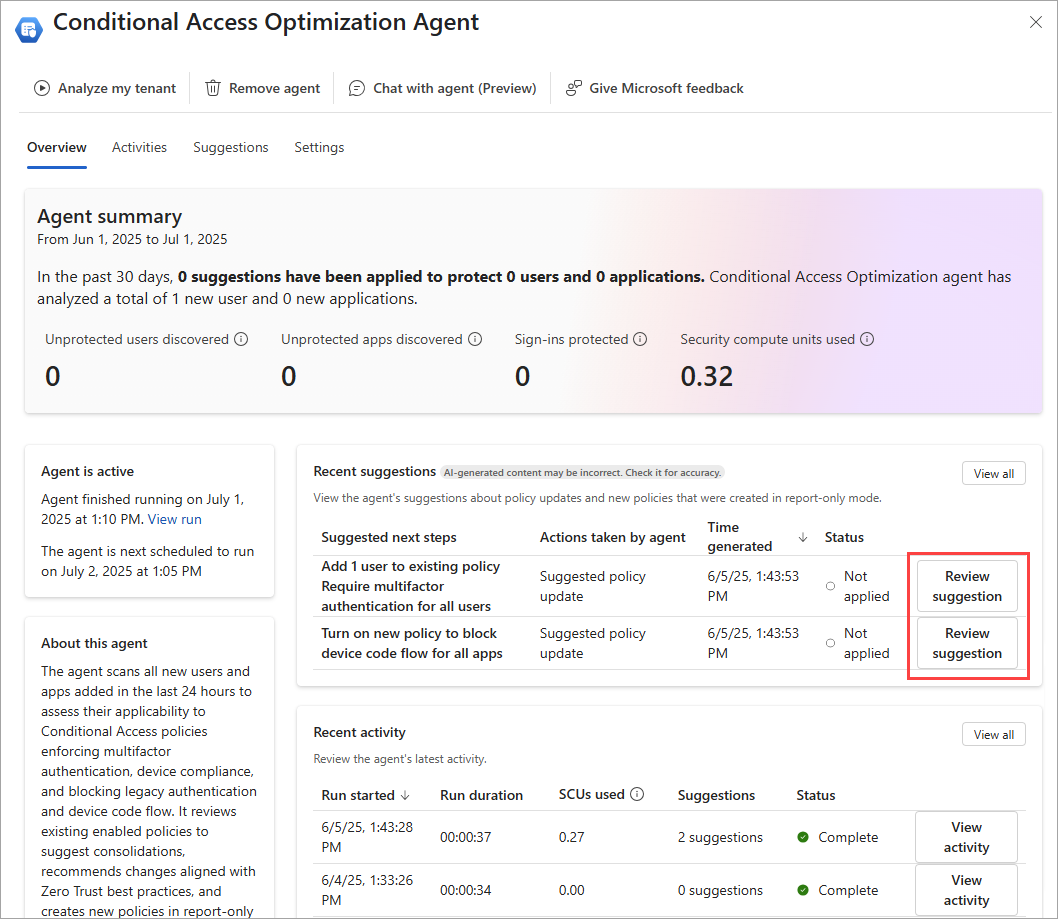 Conditional Access Optimization Agent
Analyze my tenant
Remove agent
Chat with agent (Preview)
Give Microsoft feedback
Overview
Activities
Suggestions
Settings
Agent summary
From Jun 1, 2025 to Jul 1, 2025
In the past 30 days, 0 suggestions have been applied to protect 0 users and 0 applications. Conditional Access Optimization agent has
analyzed a total of 1 new user and 0 new applications.
Unprotected users discovered
Unprotected apps discovered
Sign-ins protected
Security compute units used
0
0
0
0.32
Agent is active
Agent finished running on July 1,
2025 at 1:10 PM. View run
The agent is next scheduled to run
on July 2, 2025 at 1:05 PM
About this agent
The agent scans all new users and
apps added in the last 24 hours to
assess their applicability to
Conditional Access policies
enforcing multifactor
authentication, device compliance,
and blocking legacy authentication
and device code flow. It reviews
existing enabled policies to
suggest consolidations,
recommends changes aligned with
Zero Trust best practices, and
creates new policies in report-only
Recent suggestions AI-generated content may be incorrect. Check it for accuracy.
View all
View the agent's suggestions about policy updates and new policies that were created in report-only mode.
Suggested next steps
Actions taken by agent
Time
generated
Status
Add 1 user to existing policy
Require multifactor
authentication for all users
Suggested policy
update
6/5/25, 1:43:53
PM
Not
applied
Review
suggestion
Turn on new policy to block
device code flow for all apps
Suggested policy
update
6/5/25, 1:43:53
PM
Not
applied
Review
suggestion
Recent activity
View all
Review the agent's latest activity.
Run started
Run duration
SCUs used
Suggestions
Status
6/5/25, 1:43:28
PM
00:00:37
0.27
2 suggestions
Complete
View
activity
6/4/25, 1:33:26
PM
00:00:34
0.00
0 suggestions
Complete
View
activity